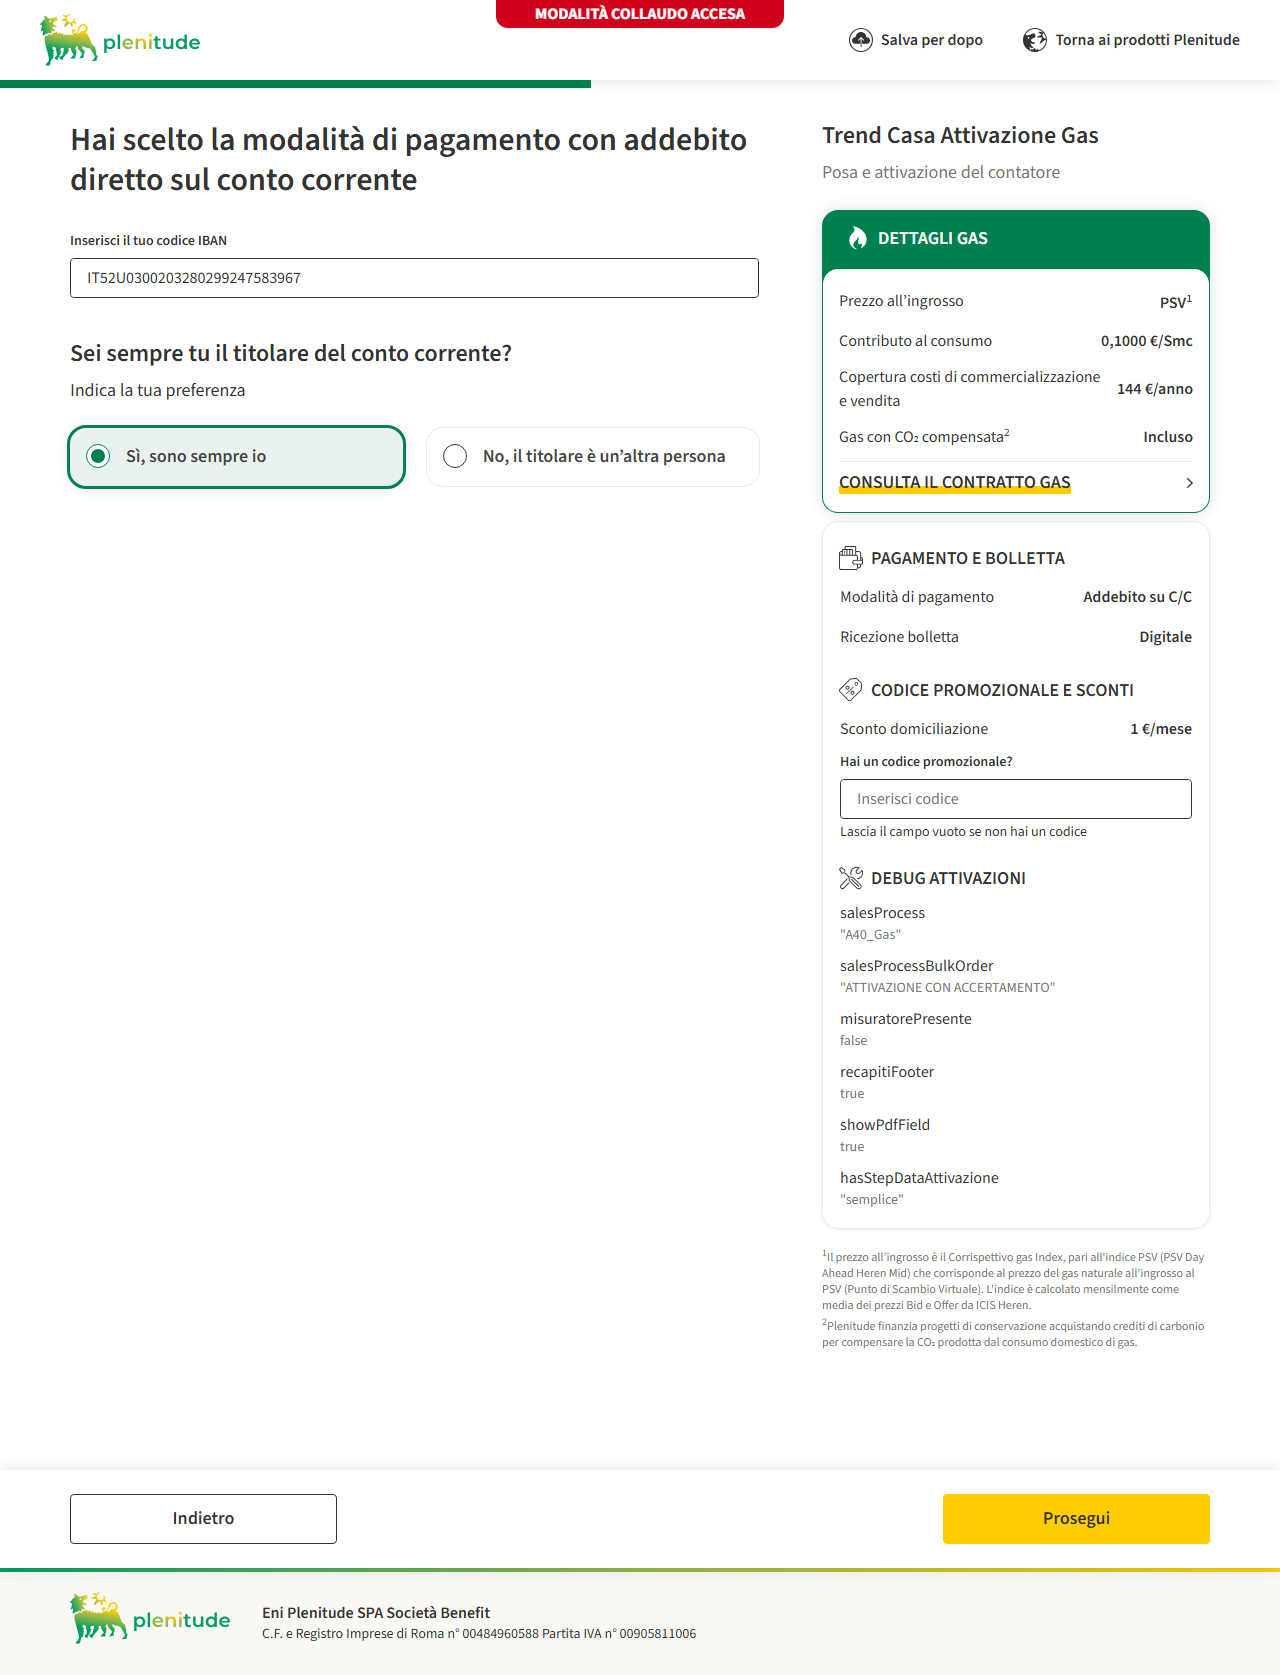 MODALITÀ COLLAUDO ACCESA
plenitude
Salva per dopo
Torna ai prodotti Plenitude
Hai scelto la modalità di pagamento con addebito
diretto sul conto corrente
Inserisci il tuo codice IBAN
IT52U0300203280299247583967
Sei sempre tu il titolare del conto corrente?
Indica la tua preferenza
Sì, sono sempre io
No, il titolare è un’altra persona
Trend Casa Attivazione Gas
Posa e attivazione del contatore
DETTAGLI GAS
Prezzo all’ingrosso PSV¹
Contributo al consumo 0,1000 €/Smc
Copertura costi di commercializzazione
e vendita 144 €/anno
Gas con CO₂ compensata² Incluso
CONSULTA IL CONTRATTO GAS
PAGAMENTO E BOLLETTA
Modalità di pagamento Addebito su C/C
Ricezione bolletta Digitale
CODICE PROMOZIONALE E SCONTI
Sconto domiciliazione 1 €/mese
Hai un codice promozionale?
Inserisci codice
Lascia il campo vuoto se non hai un codice
DEBUG ATTIVAZIONI
salesProcess
"A40_Gas"
salesProcessBulkOrder
"ATTIVAZIONE CON ACCERTAMENTO"
misuratorePresente
false
recapitiFooter
true
showPdfField
true
hasStepDataAttivazione
"semplice"
¹Il prezzo all’ingrosso è il Corrispettivo gas Index, pari all'indice PSV (PSV Day
Ahead Heren Mid) che corrisponde al prezzo del gas naturale all’ingrosso al
PSV (Punto di Scambio Virtuale). L'indice è calcolato mensilmente come
media dei prezzi Bid e Offer da ICIS Heren.
²Plenitude finanzia progetti di conservazione acquistando crediti di carbonio
per compensare la CO₂ prodotta dal consumo domestico di gas.
Indietro
Prosegui
plenitude
Eni Plenitude SPA Società Benefit
C.F. e Registro Imprese di Roma n° 00484960588 Partita IVA n° 00905811006